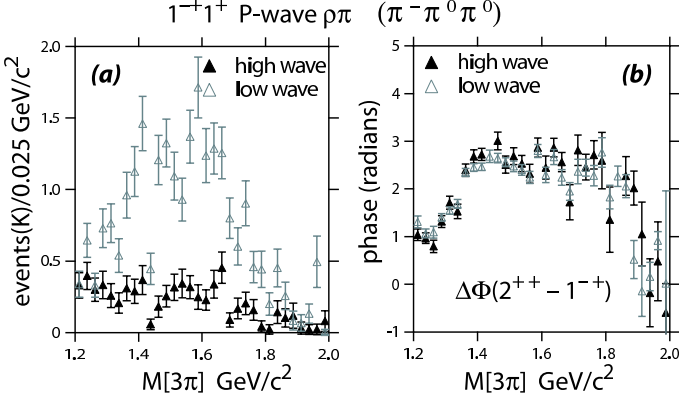 1⁻⁺1⁺ P-wave ρπ (π⁻π⁰π⁰)
events(K)/0.025 GeV/c²
2.0
1.5
1.0
0.5
0
(a)
high wave
low wave
1.2 1.4 1.6 1.8 2.0
M[3π] GeV/c²
phase (radians)
5
4
3
2
1
0
-1
high wave
low wave
(b)
ΔΦ(2⁺⁺ – 1⁻⁺)
1.2 1.4 1.6 1.8 2.0
M[3π] GeV/c²